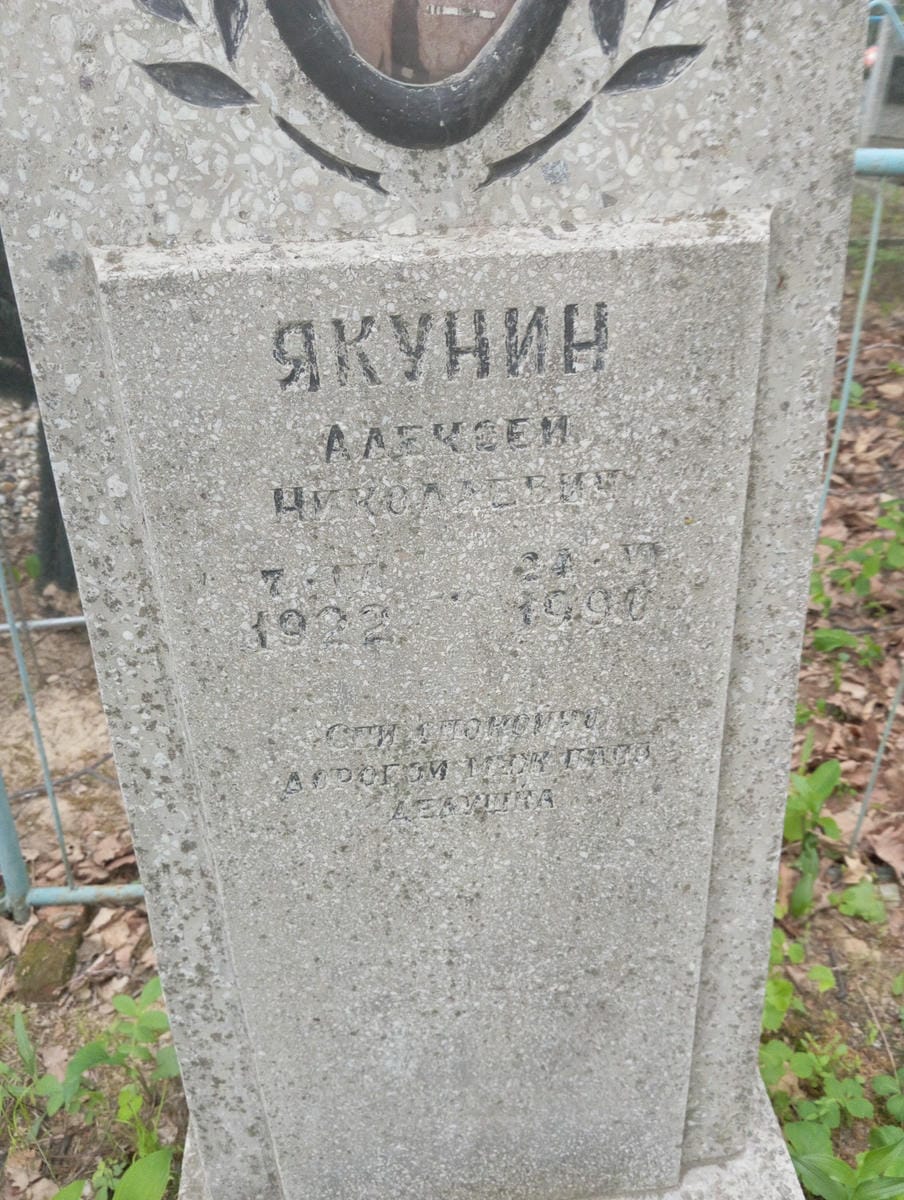 ЯКУНИН
АЛЕКСЕЙ
НИКОЛАЕВИЧ
1922 1990
СПИ СПОКОЙНО
ДОРОГОЙ МУЖ ПАПА
ДЕДУШКА